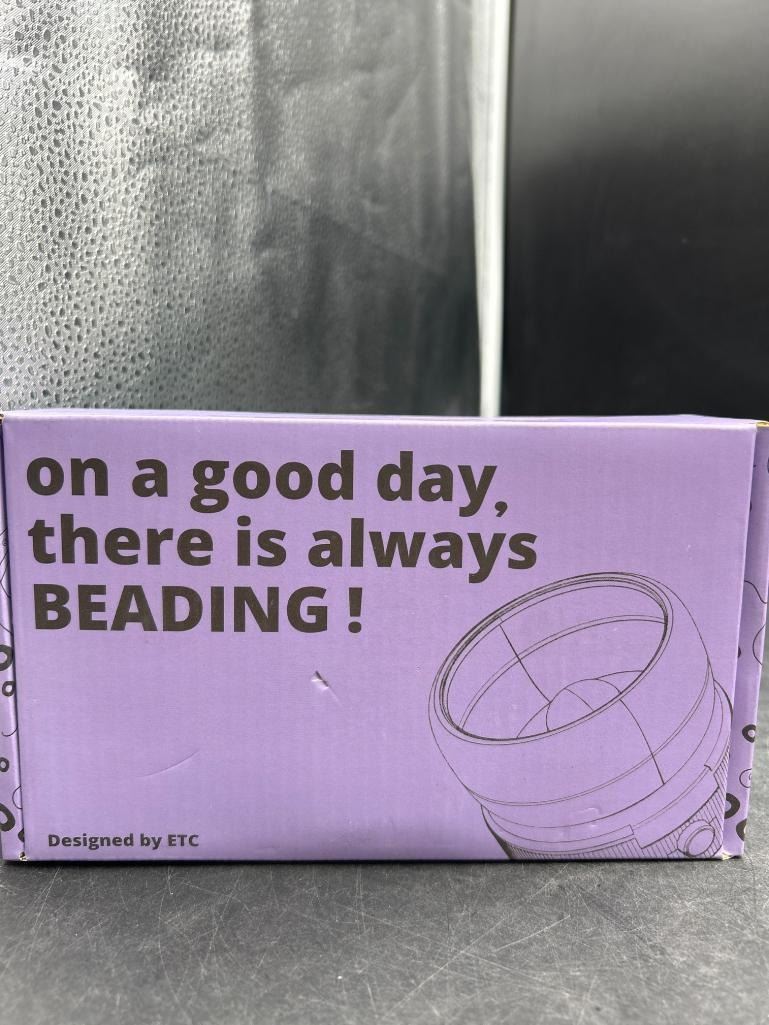 on a good day,
there is always
BEADING !
Designed by ETC